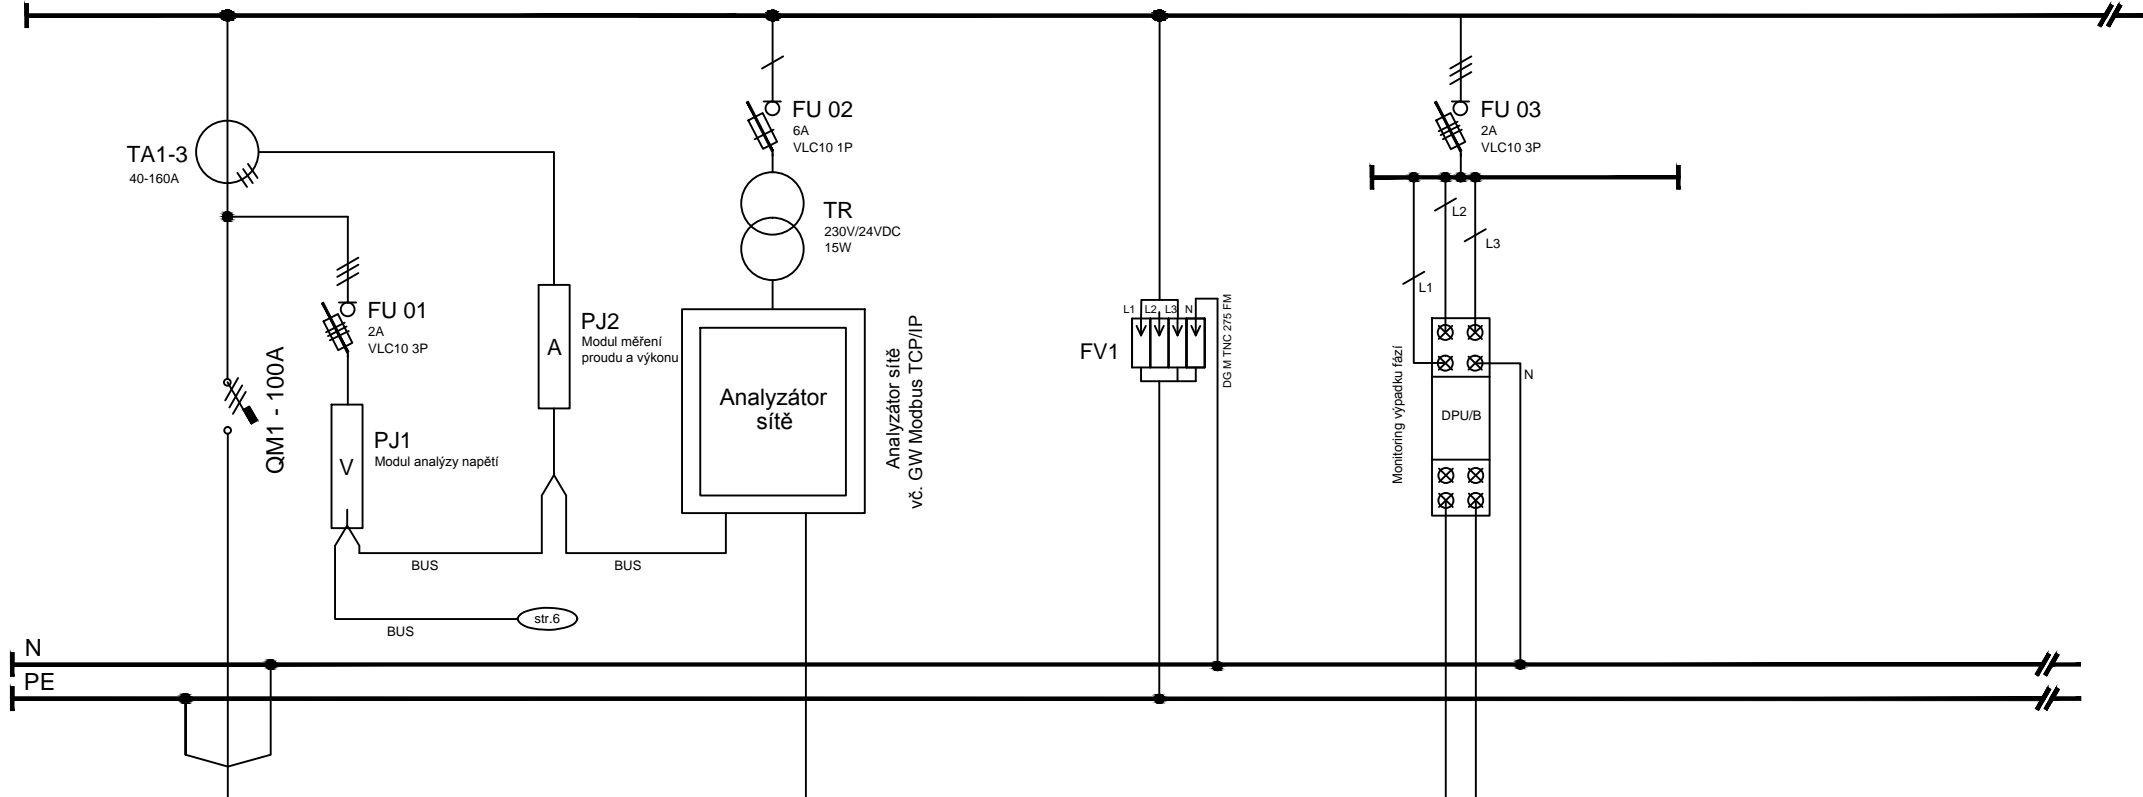 TA1-3
40-160A
QM1 - 100A
FU 01
2A
VLC10 3P
V
PJ1
Modul analýzy napětí
A
PJ2
Modul měření
proudu a výkonu
BUS
BUS
BUS
str.6
FU 02
6A
VLC10 1P
TR
230V/24VDC
15W
Analyzátor
sítě
Analyzátor sítě
vč. GW Modbus TCP/IP
FV1
L1 L2 L3 N
DG M TNC 275 FM
FU 03
2A
VLC10 3P
L2
L3
L1
N
Monitoring výpadku fází
DPU/B
N
PE